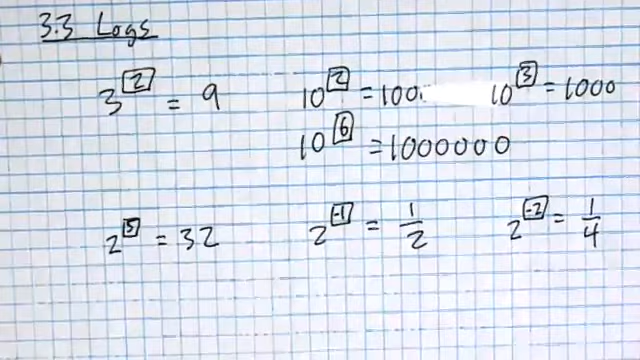 3.3 Logs
3^2 = 9 10^2 = 100 10^3 = 1000
10^6 = 1000000
2^5 = 32 2^-1 = 1/2 2^-2 = 1/4